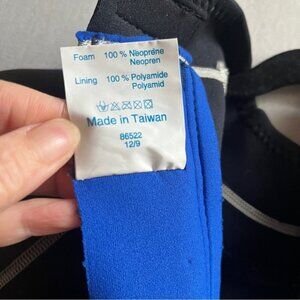 Foam 100% Neoprene
Neopren
Lining 100% Polyamide
Polyamid
Made in Taiwan
86522
12/9